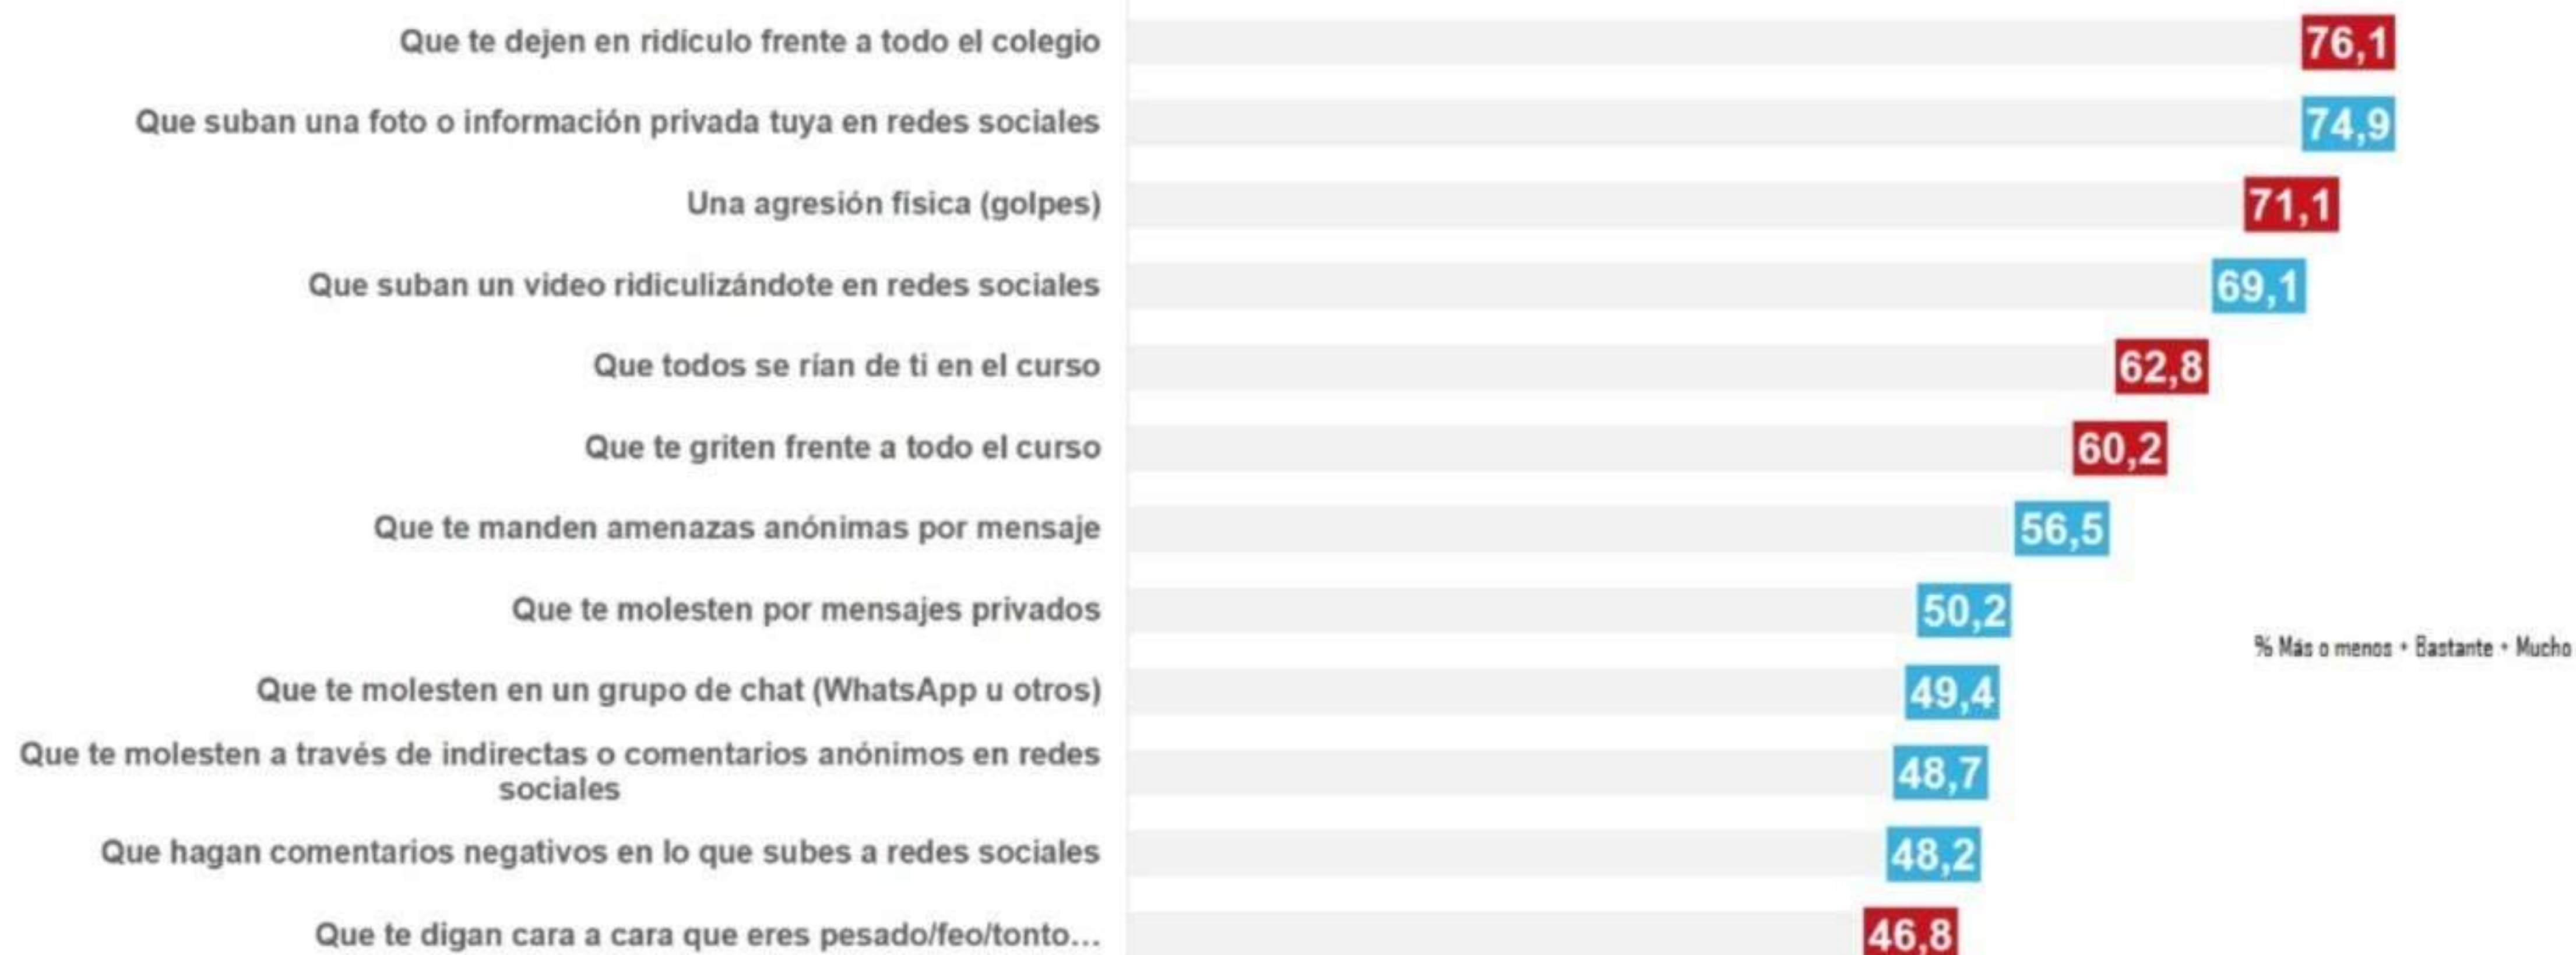 Que te dejen en ridículo frente a todo el colegio 76,1
Que suban una foto o información privada tuya en redes sociales 74,9
Una agresión física (golpes) 71,1
Que suban un video ridiculizándote en redes sociales 69,1
Que todos se rían de ti en el curso 62,8
Que te griten frente a todo el curso 60,2
Que te manden amenazas anónimas por mensaje 56,5
Que te molesten por mensajes privados 50,2
% Más o menos + Bastante + Mucho
Que te molesten en un grupo de chat (WhatsApp u otros) 49,4
Que te molesten a través de indirectas o comentarios anónimos en redes
sociales 48,7
Que hagan comentarios negativos en lo que subes a redes sociales 48,2
Que te digan cara a cara que eres pesado/feo/tonto... 46,8